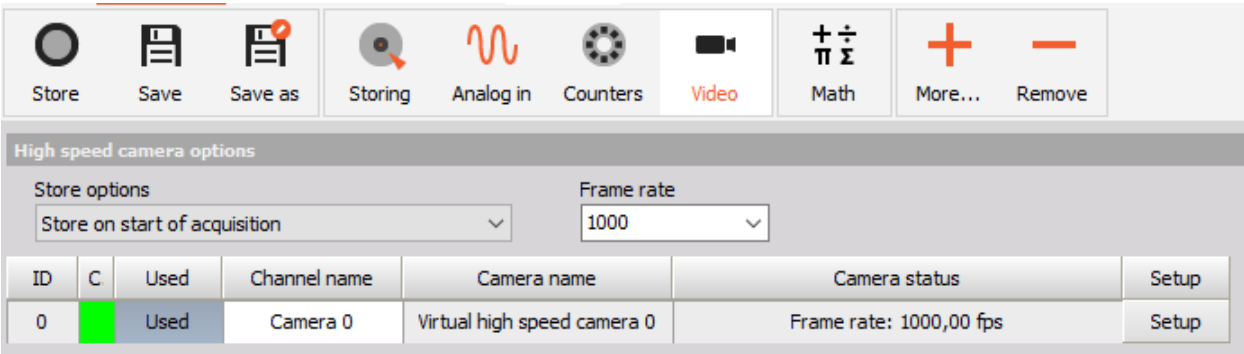 Store Save Save as Storing Analog in Counters Video Math More... Remove
High speed camera options
Store options Frame rate
Store on start of acquisition 1000
ID C Used Channel name Camera name Camera status Setup
0 Used Camera 0 Virtual high speed camera 0 Frame rate: 1000,00 fps Setup